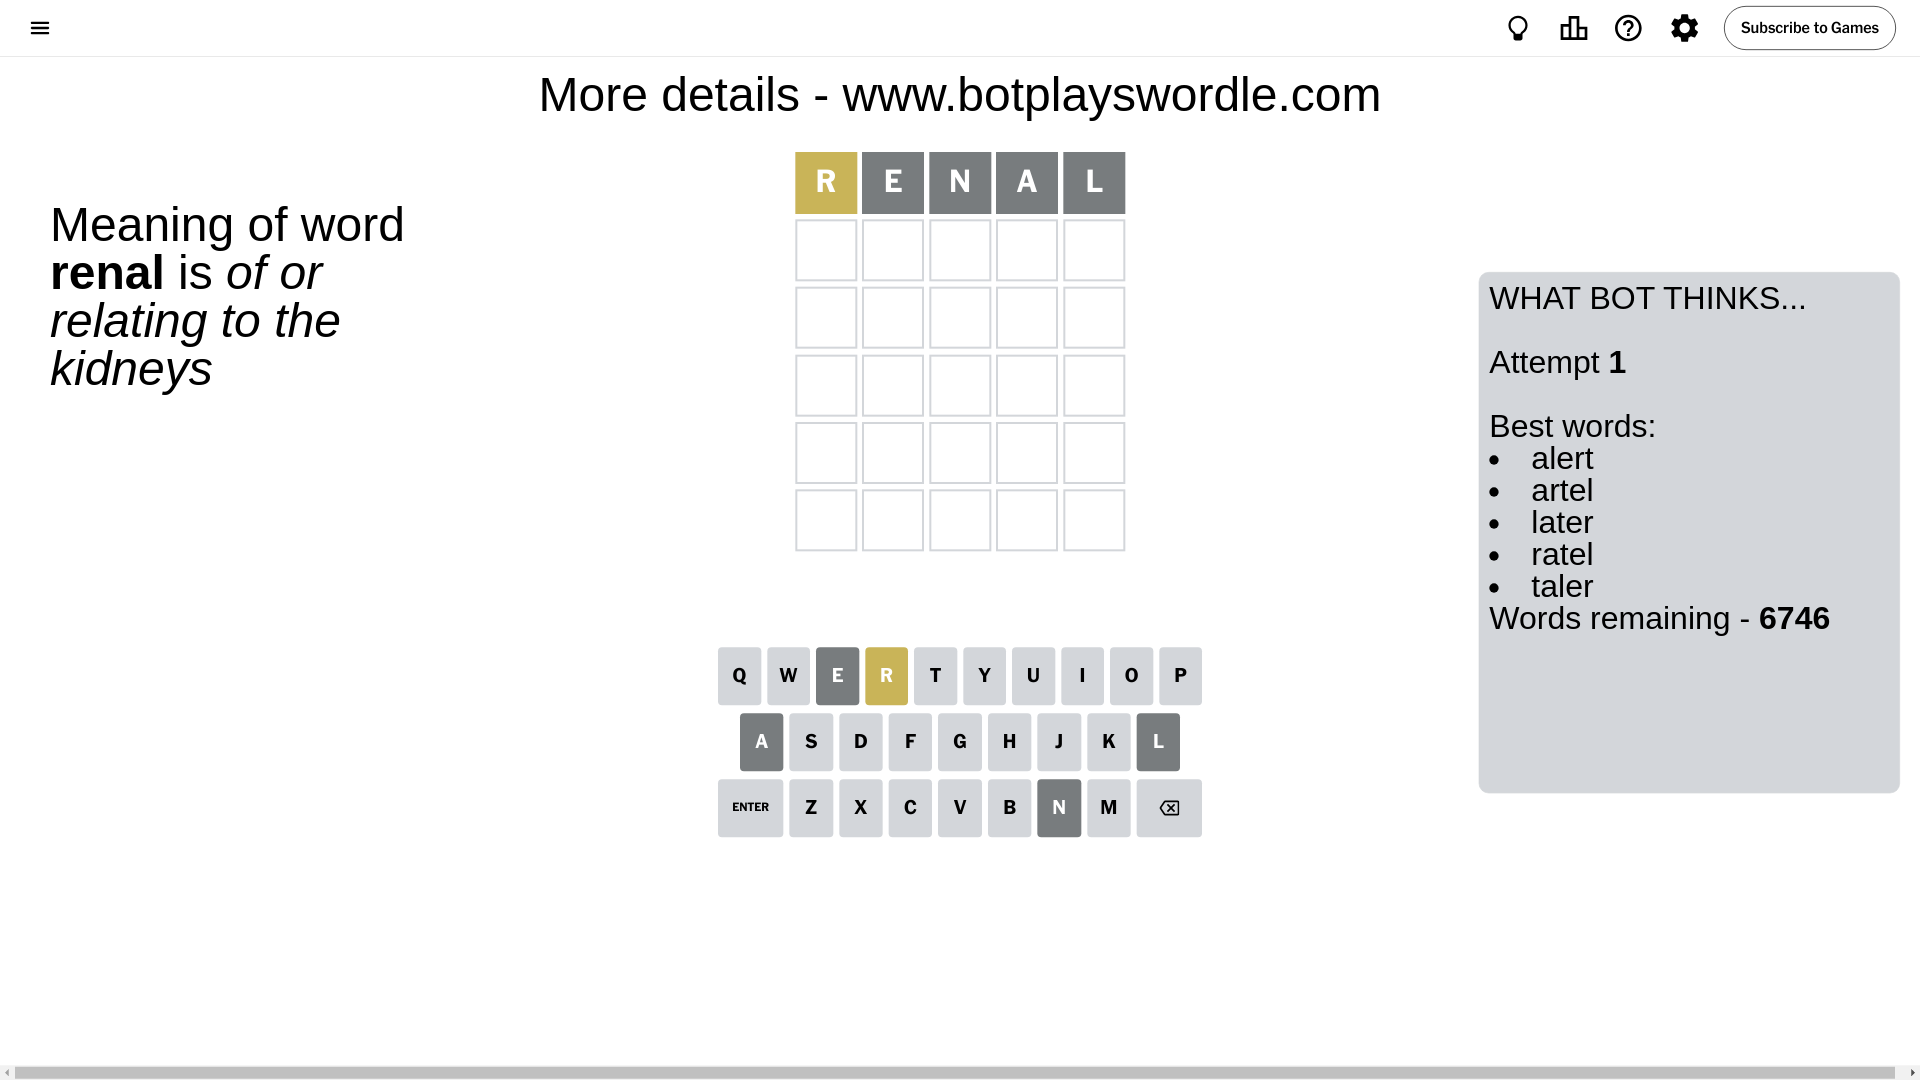 Subscribe to Games
More details - www.botplayswordle.com
Meaning of word
renal is of or
relating to the
kidneys
R E N A L
WHAT BOT THINKS...
Attempt 1
Best words:
• alert
• artel
• later
• ratel
• taler
Words remaining - 6746
Q W E R T Y U I O P
A S D F G H J K L
ENTER Z X C V B N M